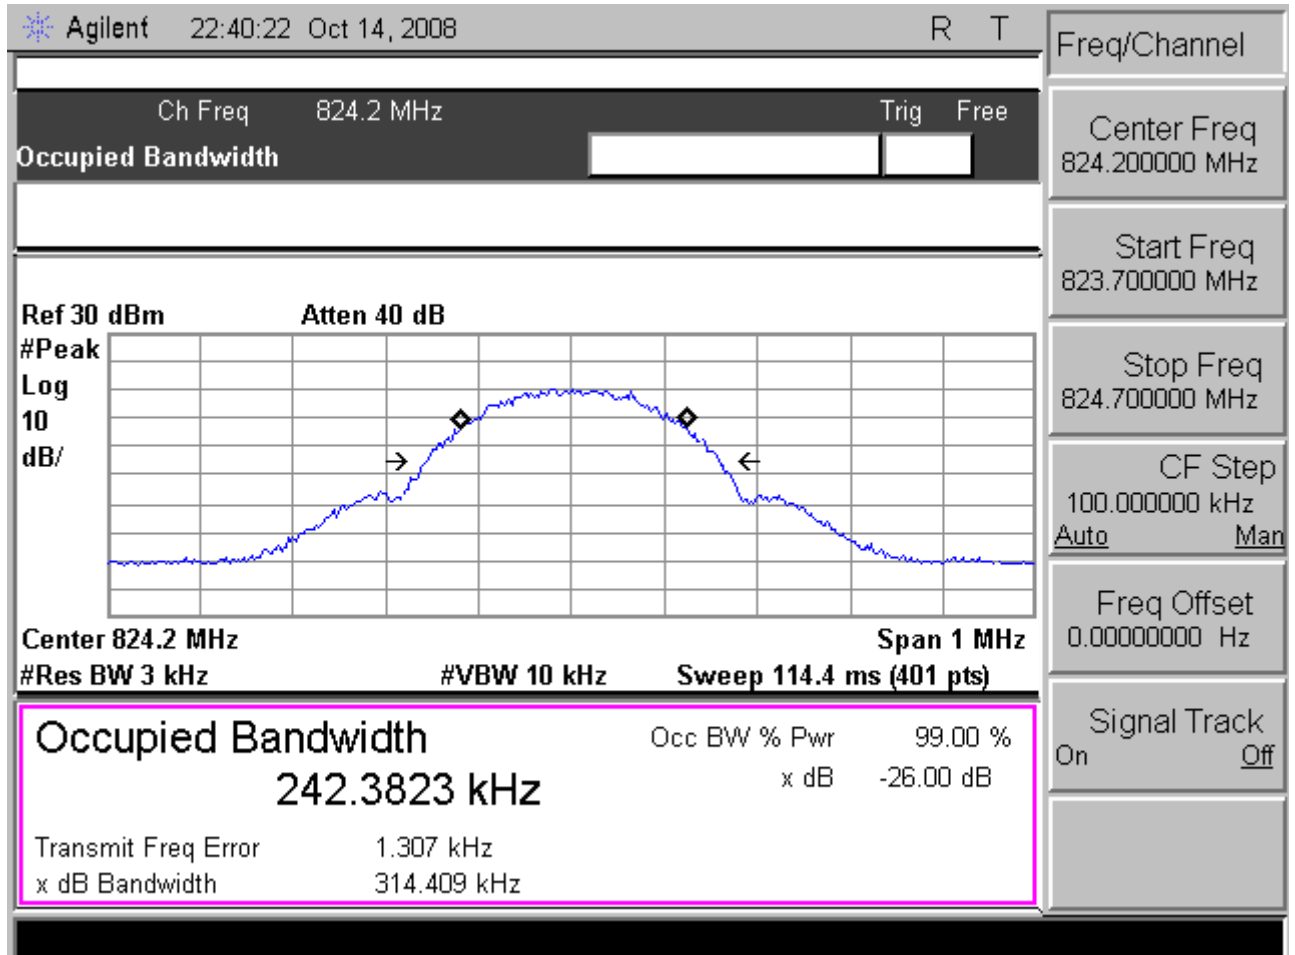 Agilent 22:40:22 Oct 14, 2008 R T
Freq/Channel
Ch Freq 824.2 MHz Trig Free
Occupied Bandwidth
Center Freq
824.200000 MHz
Start Freq
823.700000 MHz
Stop Freq
824.700000 MHz
CF Step
100.000000 kHz
Auto Man
Freq Offset
0.00000000 Hz
Signal Track
On Off
Ref 30 dBm Atten 40 dB
#Peak
Log
10
dB/
Center 824.2 MHz Span 1 MHz
#Res BW 3 kHz #VBW 10 kHz Sweep 114.4 ms (401 pts)
Occupied Bandwidth Occ BW % Pwr 99.00 %
242.3823 kHz x dB -26.00 dB
Transmit Freq Error 1.307 kHz
x dB Bandwidth 314.409 kHz